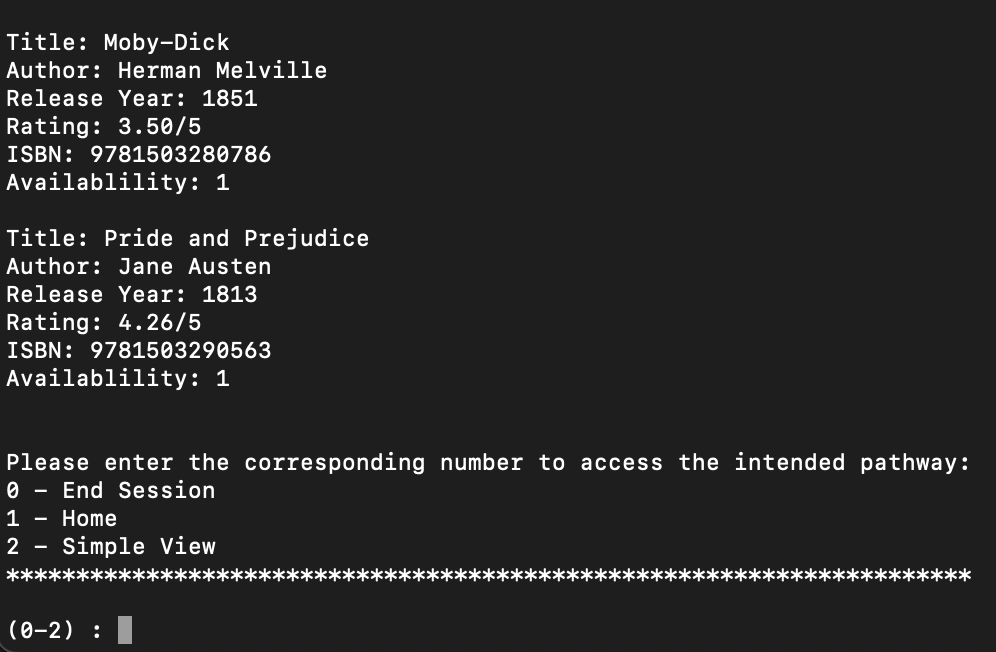 Title: Moby-Dick
Author: Herman Melville
Release Year: 1851
Rating: 3.50/5
ISBN: 9781503280786
Availablility: 1

Title: Pride and Prejudice
Author: Jane Austen
Release Year: 1813
Rating: 4.26/5
ISBN: 9781503290563
Availablility: 1

Please enter the corresponding number to access the intended pathway:
0 - End Session
1 - Home
2 - Simple View
*********************************************************************
(0-2) :